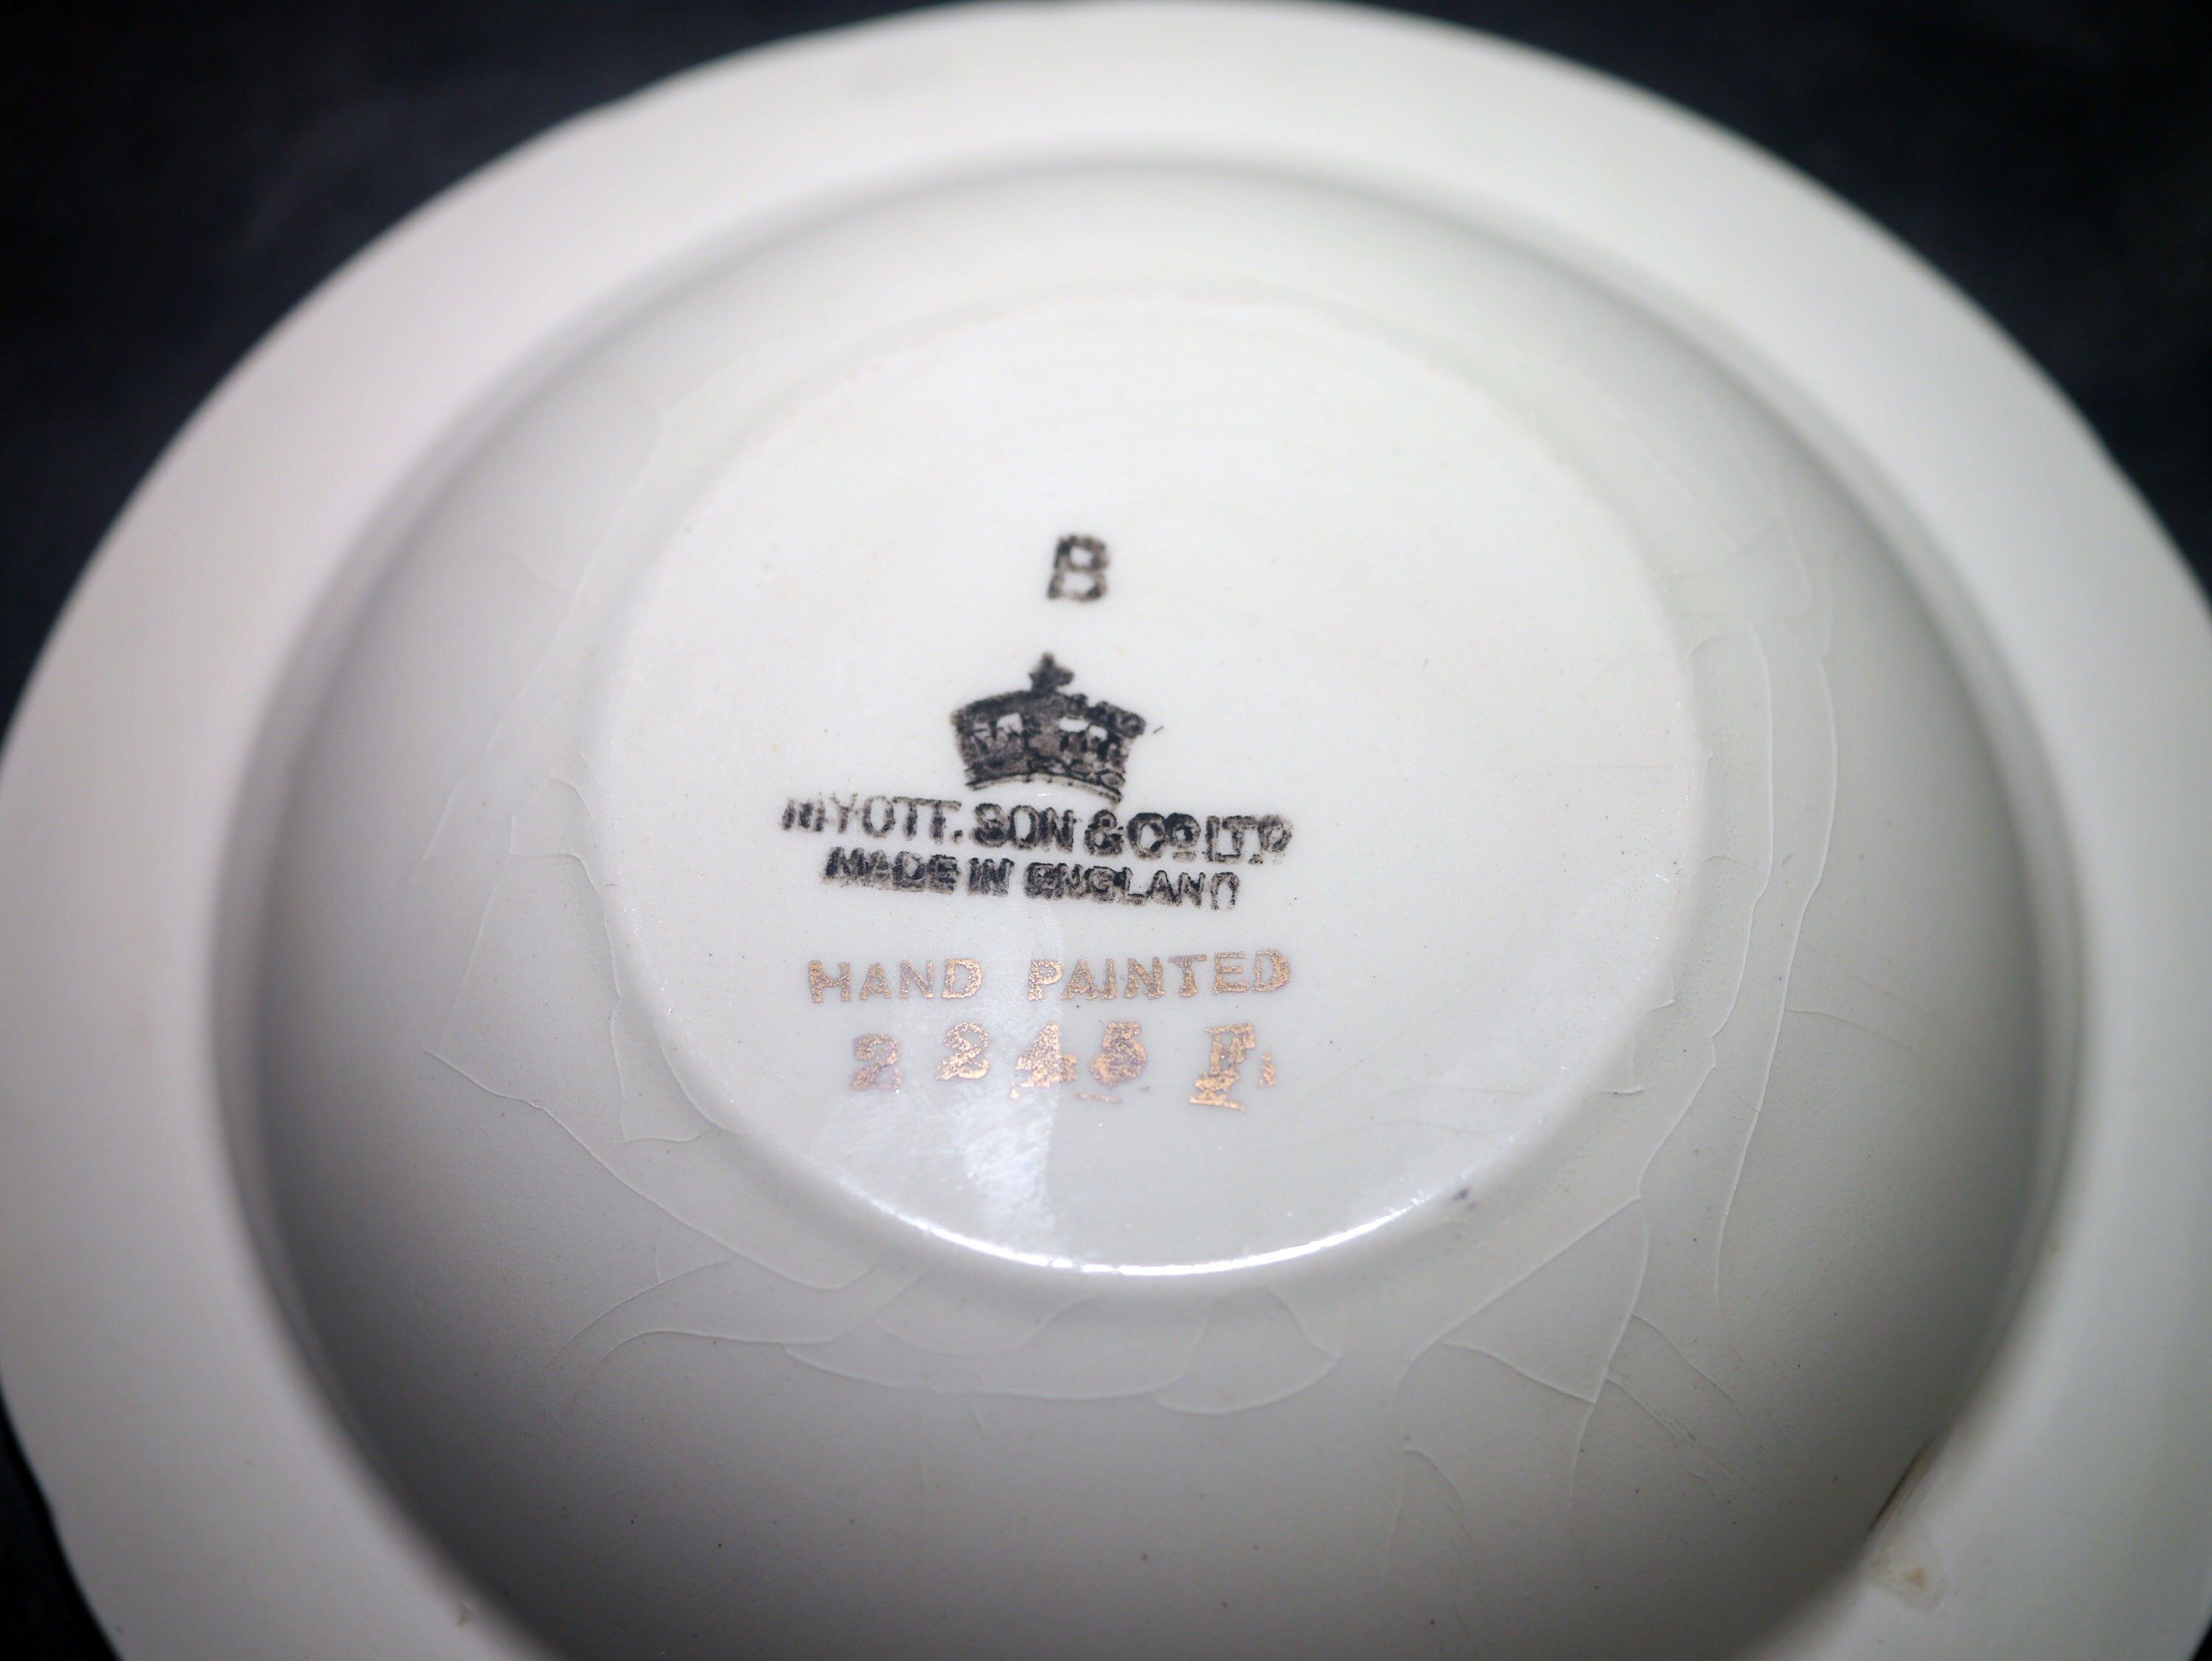 B
MYOTT. SON & Cº LTD
MADE IN ENGLAND
HAND PAINTED
2245